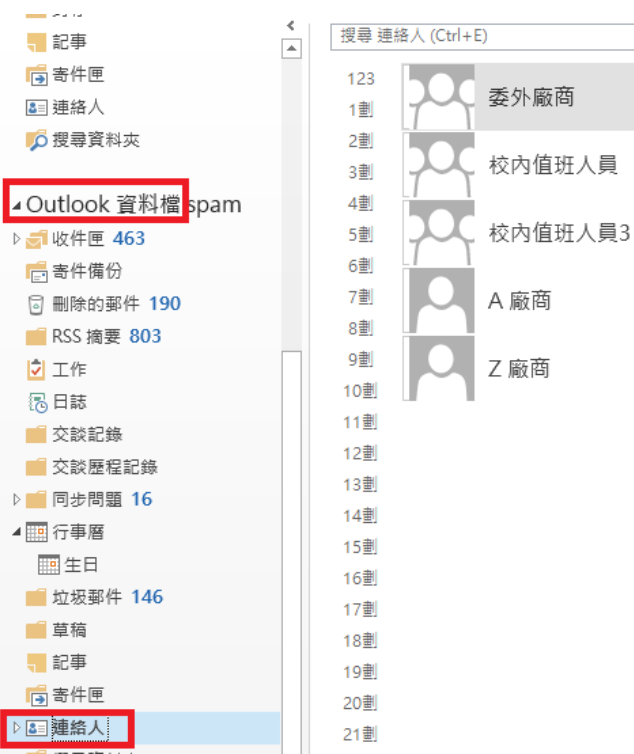 記事
寄件匣
連絡人
搜尋資料夾
Outlook 資料檔 spam
收件匣 463
寄件備份
刪除的郵件 190
RSS 摘要 803
工作
日誌
交談記錄
交談歷程記錄
同步問題 16
行事曆
生日
垃圾郵件 146
草稿
記事
寄件匣
連絡人
搜尋 連絡人 (Ctrl+E)
123
1劃
2劃
3劃
4劃
5劃
6劃
7劃
8劃
9劃
10劃
11劃
12劃
13劃
14劃
15劃
16劃
17劃
18劃
19劃
20劃
21劃
委外廠商
校內值班人員
校內值班人員3
A 廠商
Z 廠商